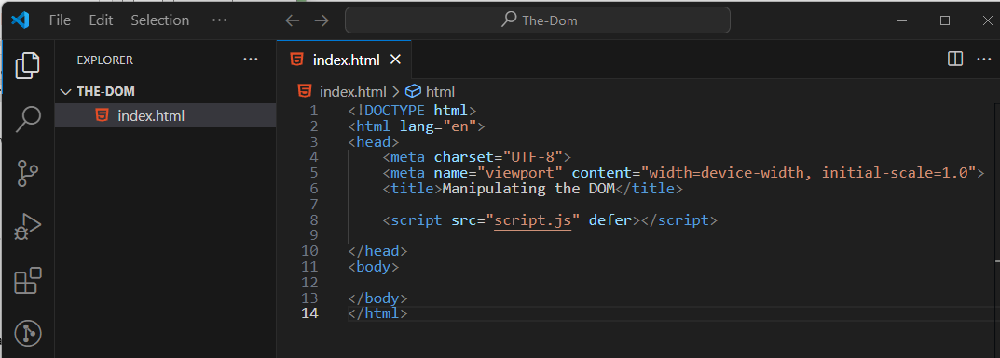 File Edit Selection ··· The-Dom
EXPLORER ···
index.html
THE-DOM
index.html
index.html > html
1 <!DOCTYPE html>
2 <html lang="en">
3 <head>
4     <meta charset="UTF-8">
5     <meta name="viewport" content="width=device-width, initial-scale=1.0">
6     <title>Manipulating the DOM</title>
7
8     <script src="script.js" defer></script>
9
10 </head>
11 <body>
12
13 </body>
14 </html>